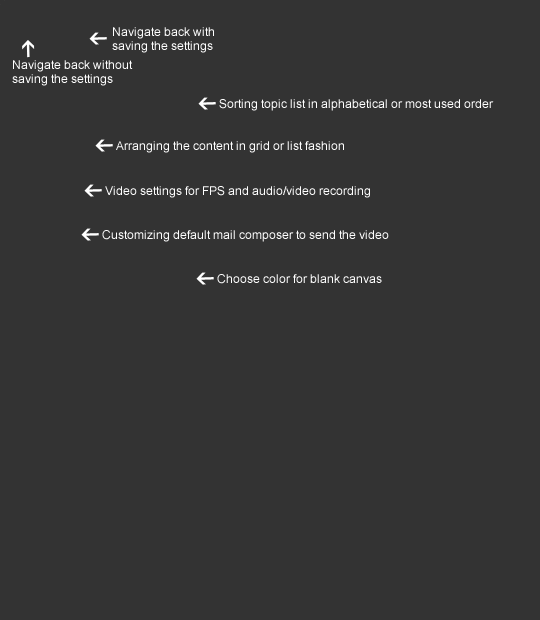 Navigate back with
saving the settings
Navigate back without
saving the settings
Sorting topic list in alphabetical or most used order
Arranging the content in grid or list fashion
Video settings for FPS and audio/video recording
Customizing default mail composer to send the video
Choose color for blank canvas